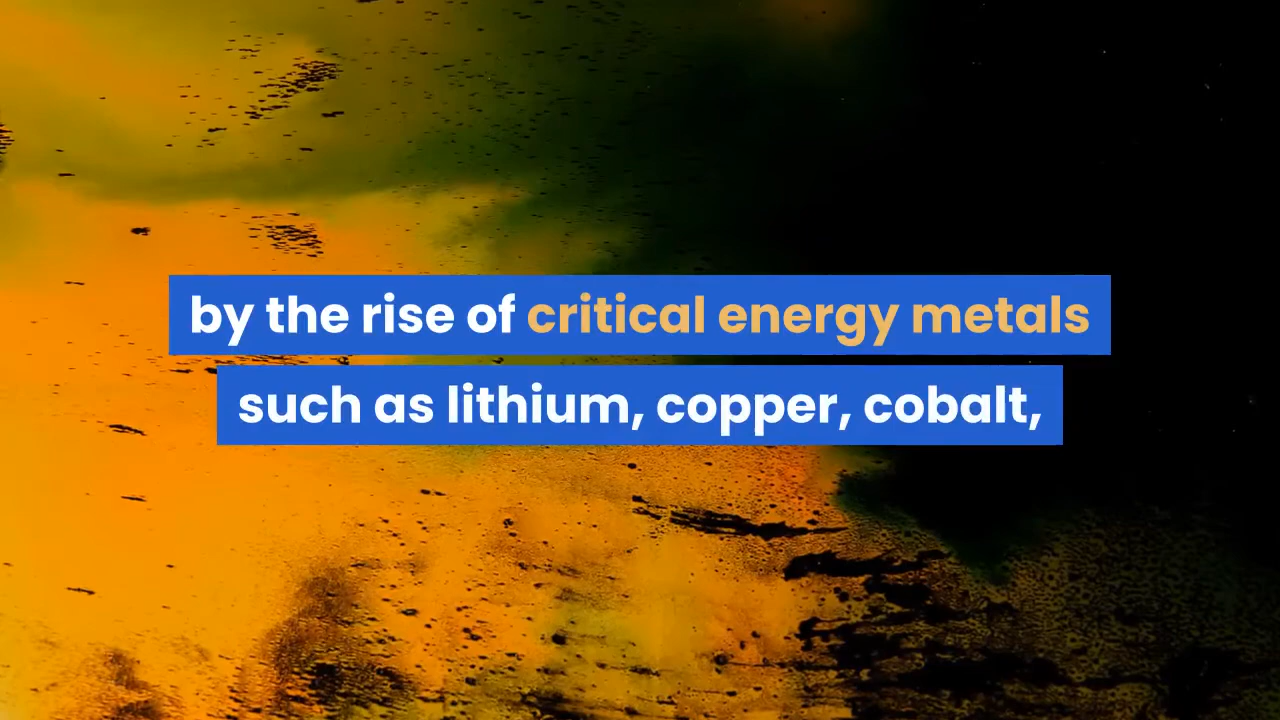 by the rise of critical energy metals
such as lithium, copper, cobalt,